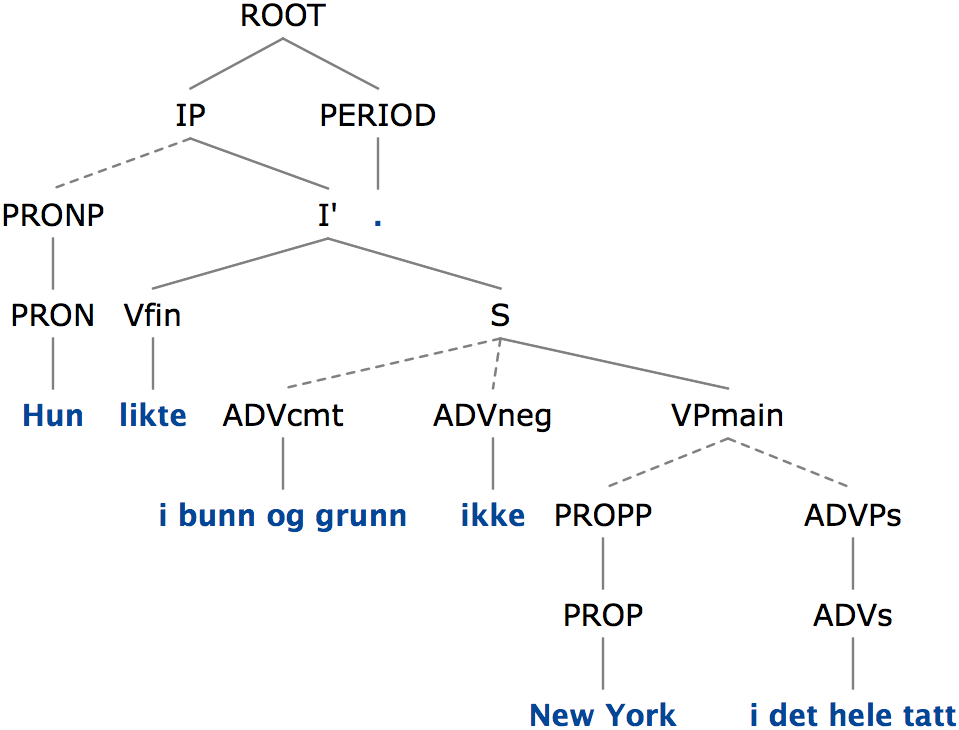 ROOT
IP PERIOD
PRONP I' .
PRON Vfin S
Hun likte ADVcmt ADVneg VPmain
i bunn og grunn ikke PROPP ADVPs
PROP ADVs
New York i det hele tatt